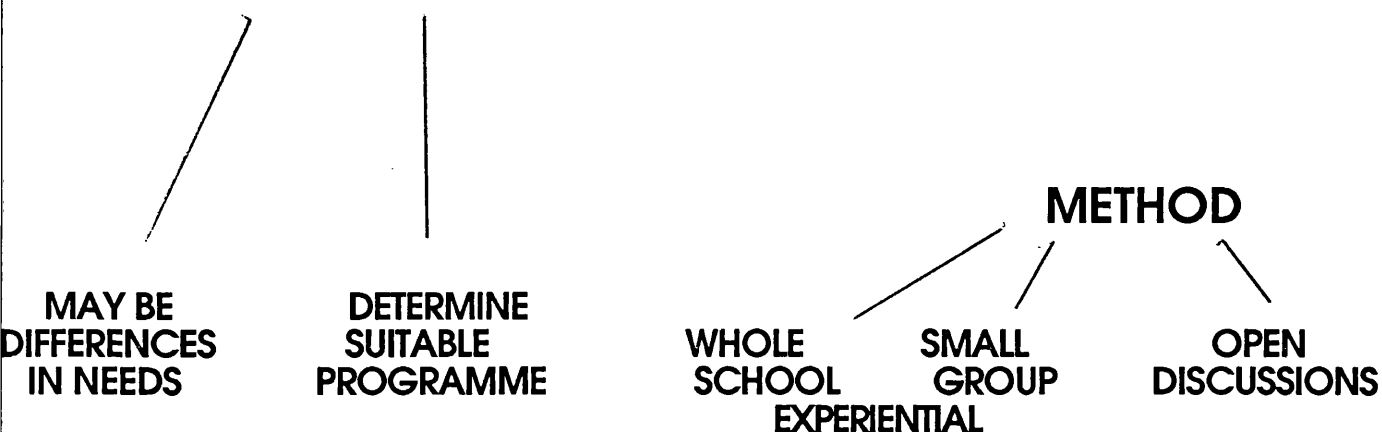 METHOD
MAY BE
DIFFERENCES
IN NEEDS
DETERMINE
SUITABLE
PROGRAMME
WHOLE
SCHOOL
SMALL
GROUP
EXPERIENTIAL
OPEN
DISCUSSIONS